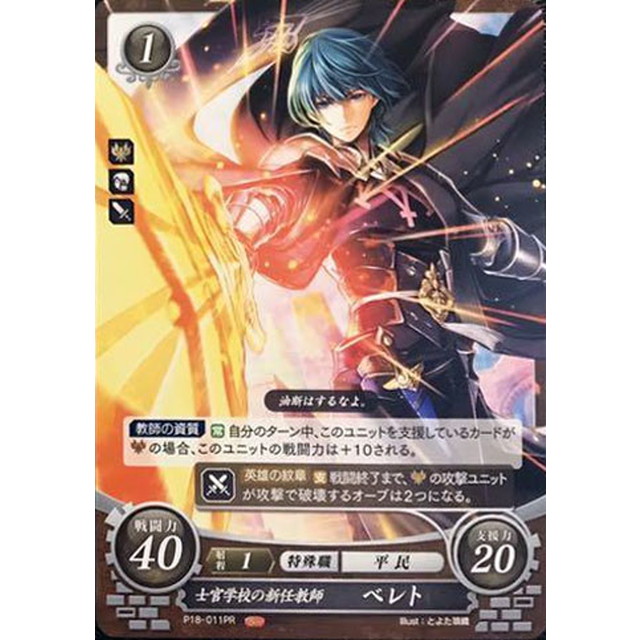 1
油断はするなよ。
教師の資質 常 自分のターン中、このユニットを支援しているカードが
の場合、このユニットの戦闘力は+10される。
英雄の紋章 支 戦闘終了まで、の攻撃ユニット
が攻撃で破壊するオーブは2つになる。
戦闘力 40
射程 1 特殊職 平民
支援力 20
士官学校の新任教師 ベレト
P18-011PR Illust:とよた瑣織